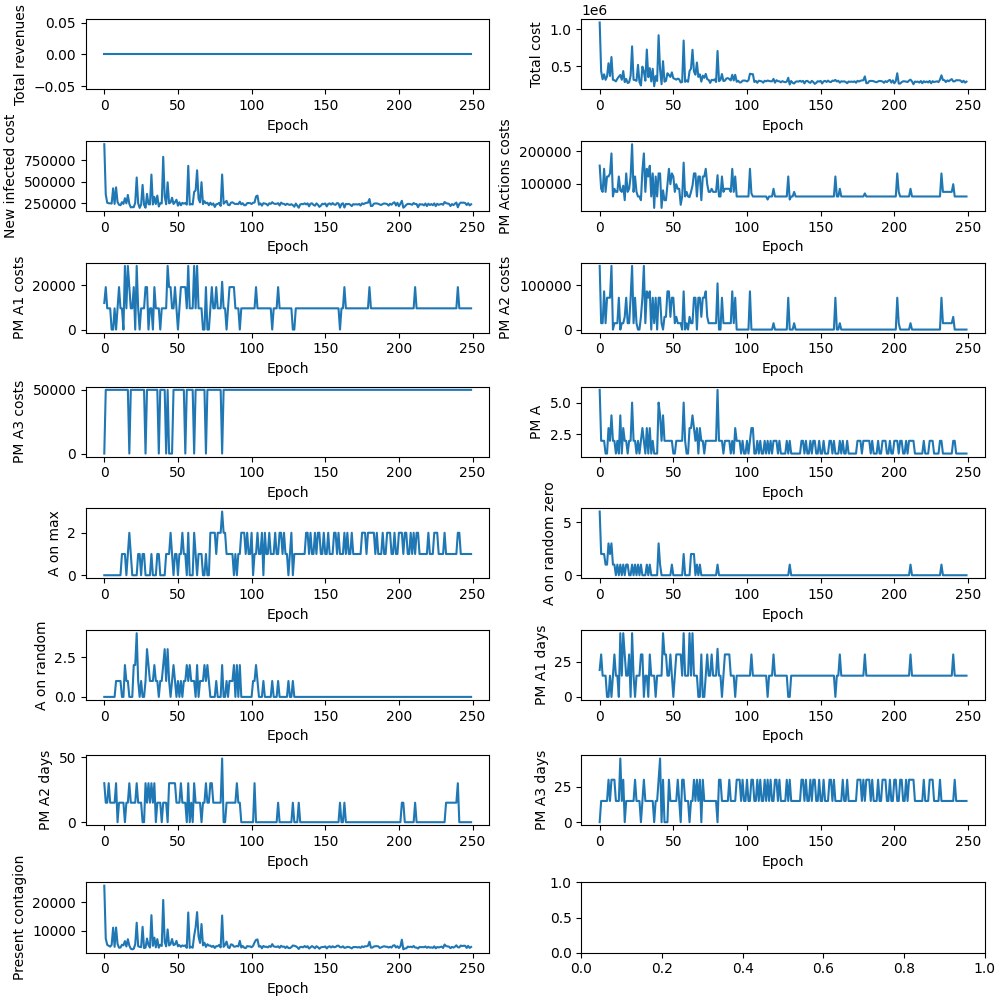 Total revenues
0.05
0.00
−0.05
0 50 100 150 200 250
Epoch
Total cost
1e6
1.0
0.5
0 50 100 150 200 250
Epoch
New infected cost
750000
500000
250000
0 50 100 150 200 250
Epoch
PM Actions costs
200000
100000
0 50 100 150 200 250
Epoch
PM A1 costs
20000
0
0 50 100 150 200 250
Epoch
PM A2 costs
100000
0
0 50 100 150 200 250
Epoch
PM A3 costs
50000
0
0 50 100 150 200 250
Epoch
PM A
5.0
2.5
0 50 100 150 200 250
Epoch
A on max
2
0
0 50 100 150 200 250
Epoch
A on random zero
5
0
0 50 100 150 200 250
Epoch
A on random
2.5
0.0
0 50 100 150 200 250
Epoch
PM A1 days
25
0
0 50 100 150 200 250
Epoch
PM A2 days
50
0
0 50 100 150 200 250
Epoch
PM A3 days
25
0
0 50 100 150 200 250
Epoch
Present contagion
20000
10000
0 50 100 150 200 250
Epoch
1.0
0.5
0.0
0.0 0.2 0.4 0.6 0.8 1.0